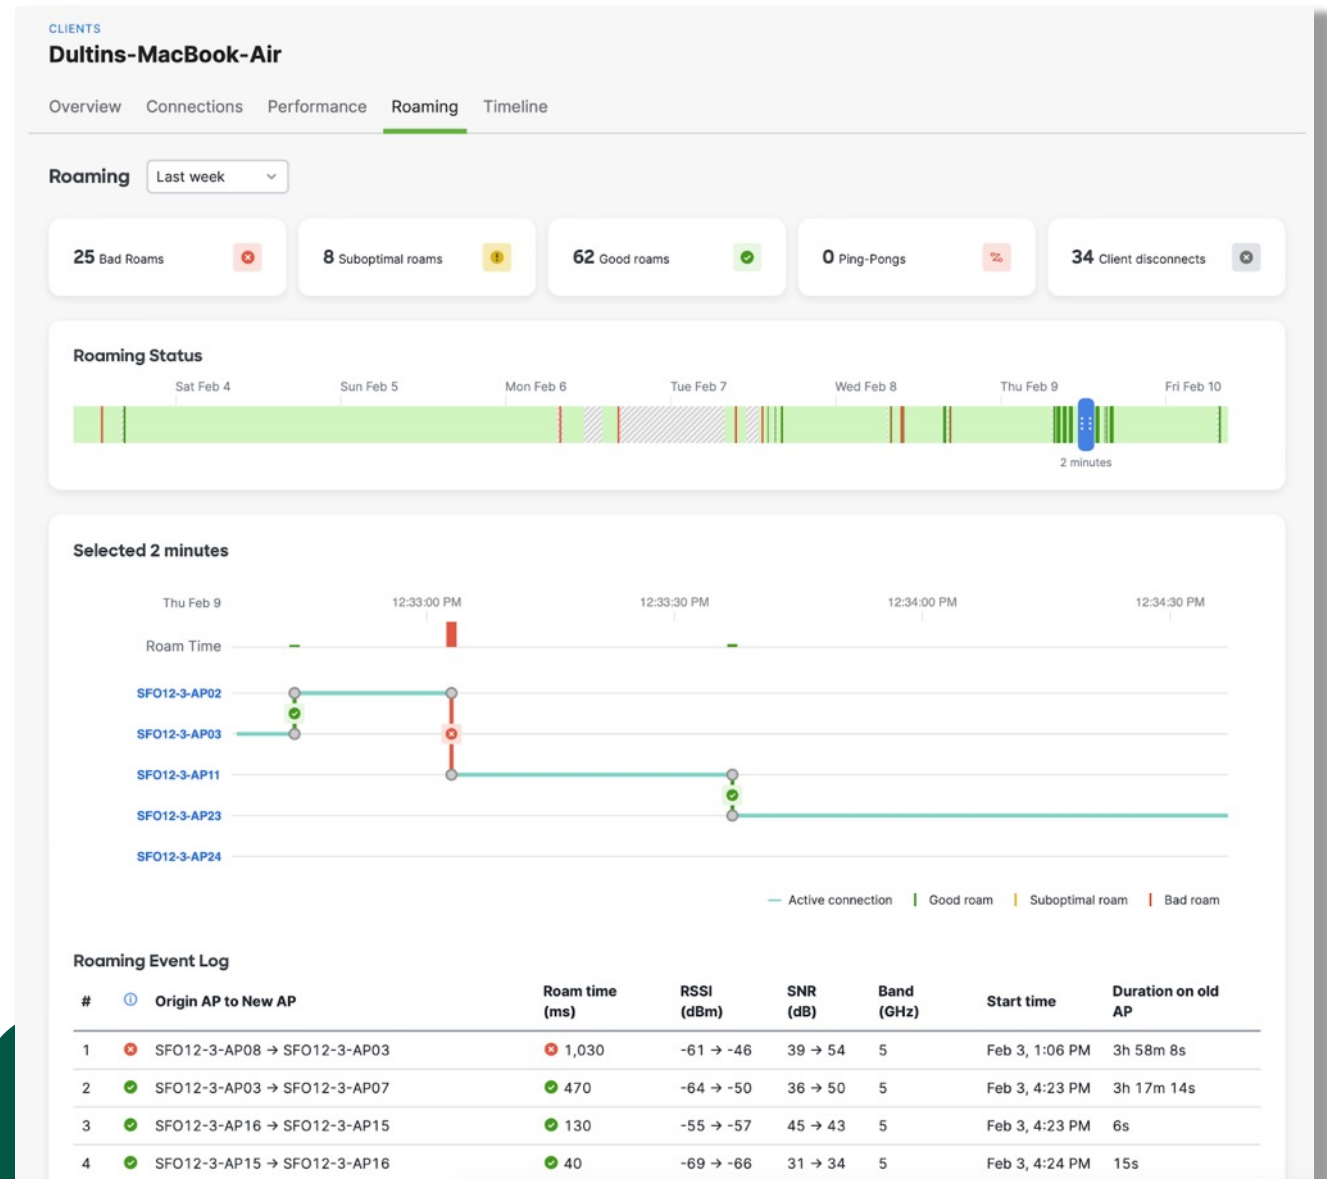 CLIENTS
Dultins-MacBook-Air
Overview Connections Performance Roaming Timeline
Roaming Last week
25 Bad Roams 8 Suboptimal roams 62 Good roams 0 Ping-Pongs 34 Client disconnects
Roaming Status
Sat Feb 4 Sun Feb 5 Mon Feb 6 Tue Feb 7 Wed Feb 8 Thu Feb 9 Fri Feb 10
2 minutes
Selected 2 minutes
Thu Feb 9 12:33:00 PM 12:33:30 PM 12:34:00 PM 12:34:30 PM
Roam Time
SFO12-3-AP02
SFO12-3-AP03
SFO12-3-AP11
SFO12-3-AP23
SFO12-3-AP24
Active connection Good roam Suboptimal roam Bad roam
Roaming Event Log
# Origin AP to New AP Roam time (ms) RSSI (dBm) SNR (dB) Band (GHz) Start time Duration on old AP
1 SFO12-3-AP08 → SFO12-3-AP03 1,030 -61 → -46 39 → 54 5 Feb 3, 1:06 PM 3h 58m 8s
2 SFO12-3-AP03 → SFO12-3-AP07 470 -64 → -50 36 → 50 5 Feb 3, 4:23 PM 3h 17m 14s
3 SFO12-3-AP16 → SFO12-3-AP15 130 -55 → -57 45 → 43 5 Feb 3, 4:23 PM 6s
4 SFO12-3-AP15 → SFO12-3-AP16 40 -69 → -66 31 → 34 5 Feb 3, 4:24 PM 15s